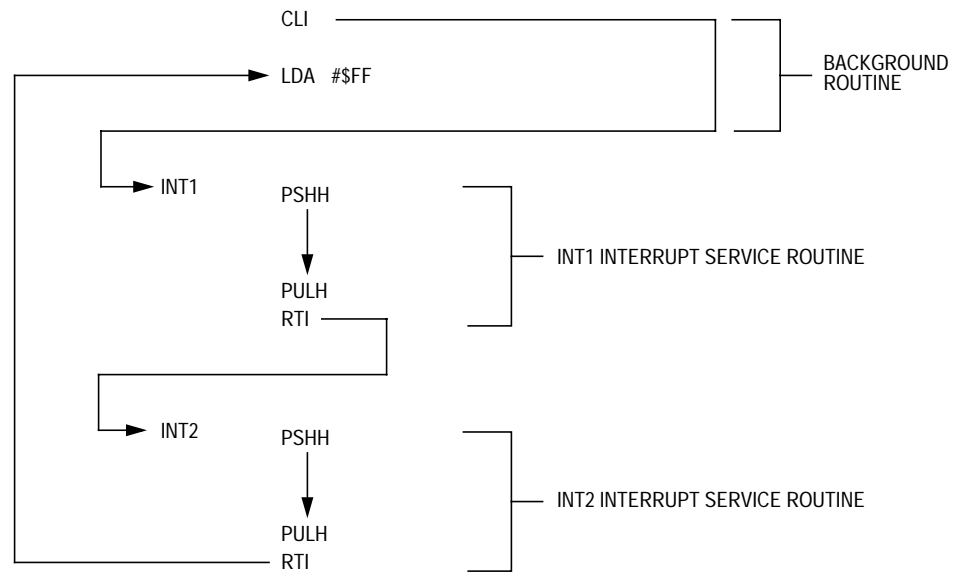 CLI
LDA #$FF
BACKGROUND
ROUTINE
INT1
PSHH
INT1 INTERRUPT SERVICE ROUTINE
PULH
RTI
INT2
PSHH
INT2 INTERRUPT SERVICE ROUTINE
PULH
RTI